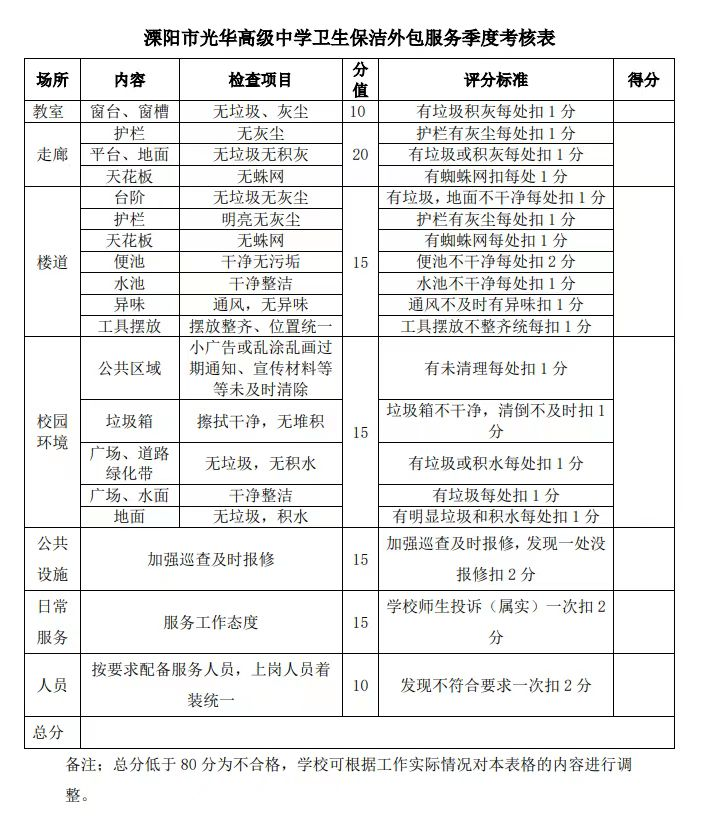 溧阳市光华高级中学卫生保洁外包服务季度考核表
场所 内容 检查项目 分值 评分标准 得分
教室 窗台、窗槽 无垃圾、灰尘 10 有垃圾积灰每处扣1分
走廊 护栏 无灰尘 20 护栏有灰尘每处扣1分
平台、地面 无垃圾无积灰 有垃圾或积灰每处扣1分
天花板 无蛛网 有蜘蛛网扣每处扣1分
楼道 台阶 无垃圾无灰尘 15 有垃圾,地面不干净每处扣1分
护栏 明亮无灰尘 护栏有灰尘每处扣1分
天花板 无蛛网 有蜘蛛网每处扣1分
便池 干净无污垢 便池不干净每处扣2分
水池 干净整洁 水池不干净每处扣1分
异味 通风,无异味 通风不及时有异味扣1分
工具摆放 摆放整齐、位置统一 工具摆放不整齐统每扣1分
校园环境 公共区域 小广告或乱涂乱画过 15 有未清理每处扣1分
期通知、宣传材料等
等未及时清除
垃圾箱 擦拭干净,无堆积 垃圾箱不干净,清倒不及时扣1
分
广场、道路 无垃圾,无积水 有垃圾或积水每处扣1分
绿化带
广场、水面 干净整洁 有垃圾每处扣1分
地面 无垃圾,积水 有明显垃圾和积水每处扣1分
公共 加强巡查及时报修 15 加强巡查及时报修,发现一处没
设施 报修扣2分
日常 服务工作态度 15 学校师生投诉（属实）一次扣2
服务 分
人员 按要求配备服务人员,上岗人员着 10 发现不符合要求一次扣2分
装统一
总分
备注;总分低于80分为不合格,学校可根据工作实际情况对本表格的内容进行调
整。